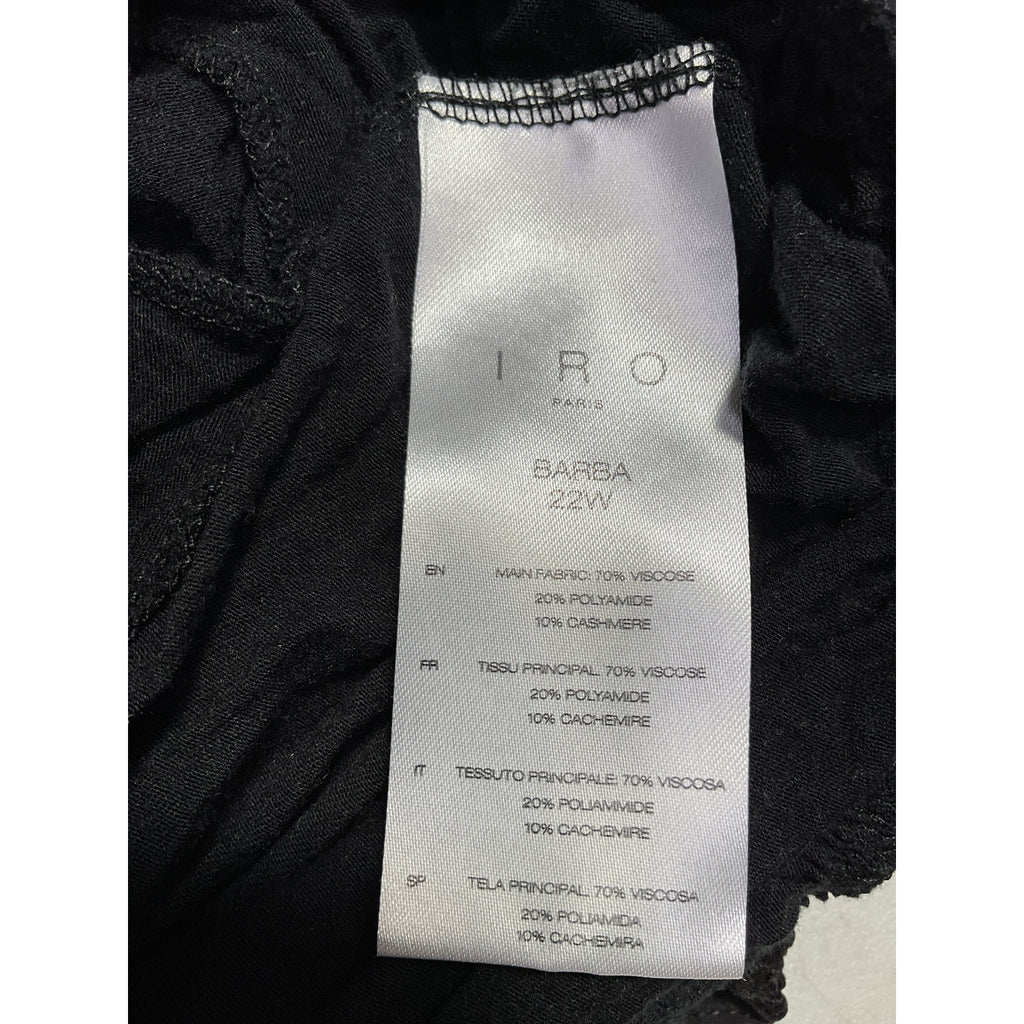 IRO
PARIS
BARBA
22W
EN MAIN FABRIC: 70% VISCOSE
20% POLYAMIDE
10% CASHMERE
FR TISSU PRINCIPAL: 70% VISCOSE
20% POLYAMIDE
10% CACHEMIRE
IT TESSUTO PRINCIPALE: 70% VISCOSA
20% POLIAMMIDE
10% CACHEMIRE
SP TELA PRINCIPAL: 70% VISCOSA
20% POLIAMIDA
10% CACHEMIRA